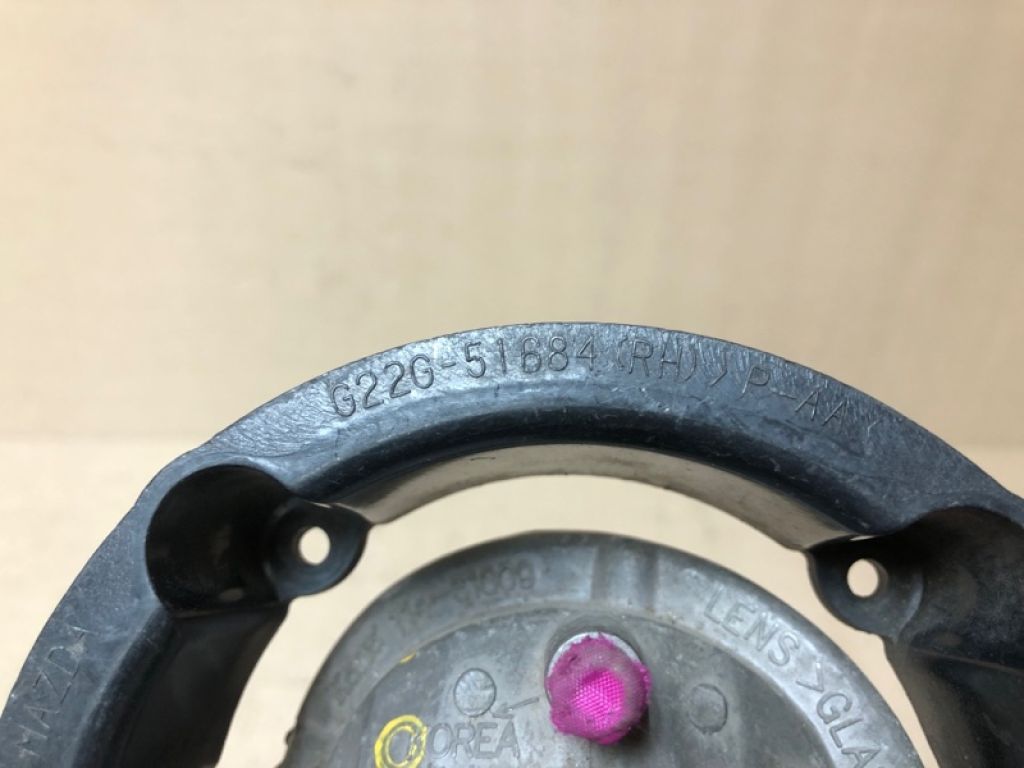 G22G-51684 (RH) >P-AA
MAZDA
LENS >GLA
KOREA